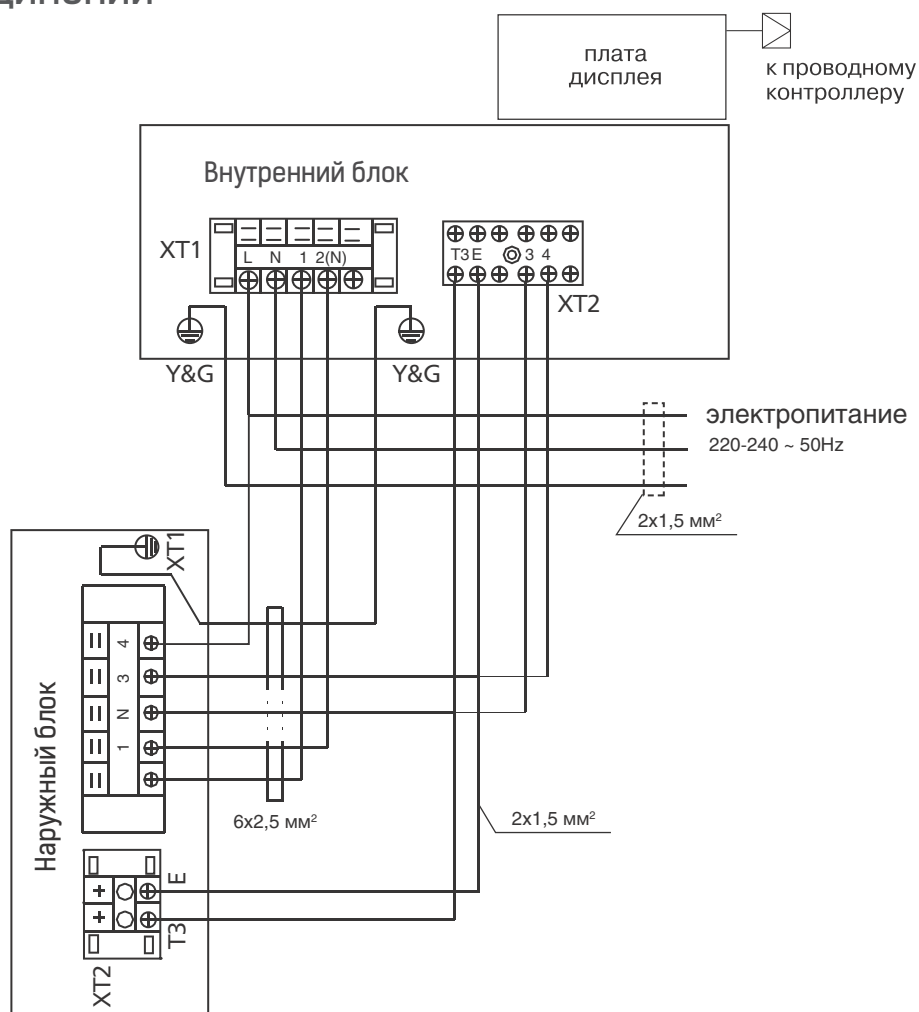 плата
дисплея
к проводному
контроллеру
Внутренний блок
XT1
L N 1 2(N)
T3 E 3 4
XT2
Y&G
Y&G
электропитание
220-240 ~ 50Hz
2x1,5 мм²
XT1
4
3
N
1
Наружный блок
6x2,5 мм²
2x1,5 мм²
E
T3
XT2